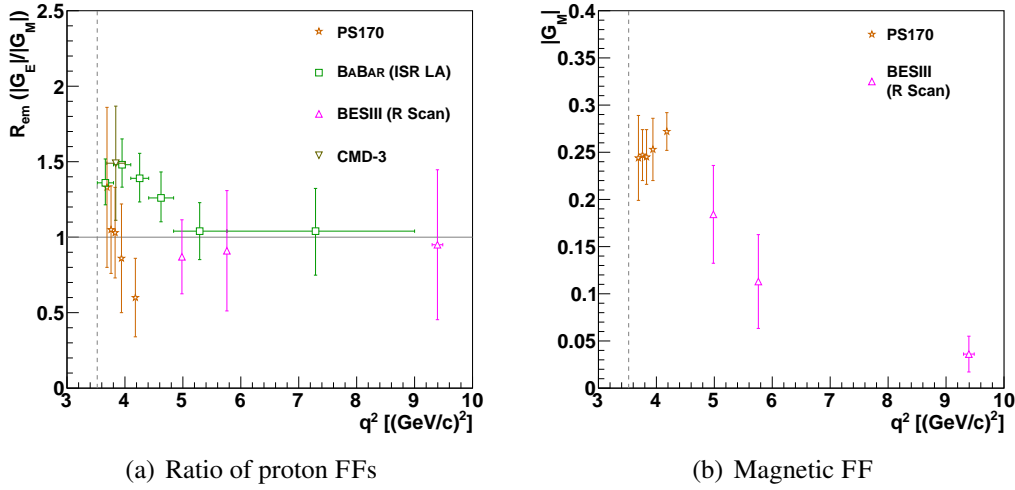 R_em (|G_E|/|G_M|)
2.5
2
1.5
1
0.5
0
PS170
BABAR (ISR LA)
BESIII (R Scan)
CMD-3
3 4 5 6 7 8 9 10
q² [(GeV/c)²]
(a) Ratio of proton FFs
|G_M|
0.4
0.35
0.3
0.25
0.2
0.15
0.1
0.05
0
PS170
BESIII
(R Scan)
3 4 5 6 7 8 9 10
q² [(GeV/c)²]
(b) Magnetic FF